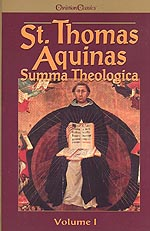 Christian Classics
St. Thomas
Aquinas
Summa Theologica
Volume I